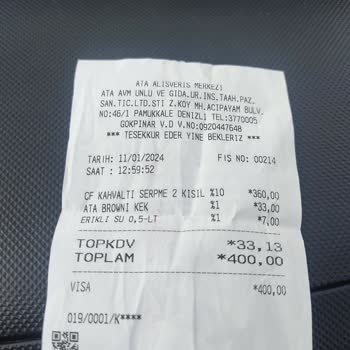 ATA ALISVERIS MERKEZI
ATA AVM UNLU VE GIDA.UR.INS.TAAH.PAZ.
SAN.TIC.LTD.STI Z.KOY MH.ACIPAYAM BULV.
NO:46/1 PAMUKKALE DENIZLI TEL:3770005
GOKPINAR V.D V.NO:0920447648
*** TESEKKUR EDER YINE BEKLERIZ ***
TARIH: 11/01/2024 FIS NO: 00214
SAAT : 12:59:52
CF KAHVALTI SERPME 2 KISIL %10 *360,00
ATA BROWNI KEK %1 *33,00
ERIKLI SU 0,5-LT %1 *7,00
TOPKDV *33,13
TOPLAM *400,00
VISA *400,00
019/0001/K****